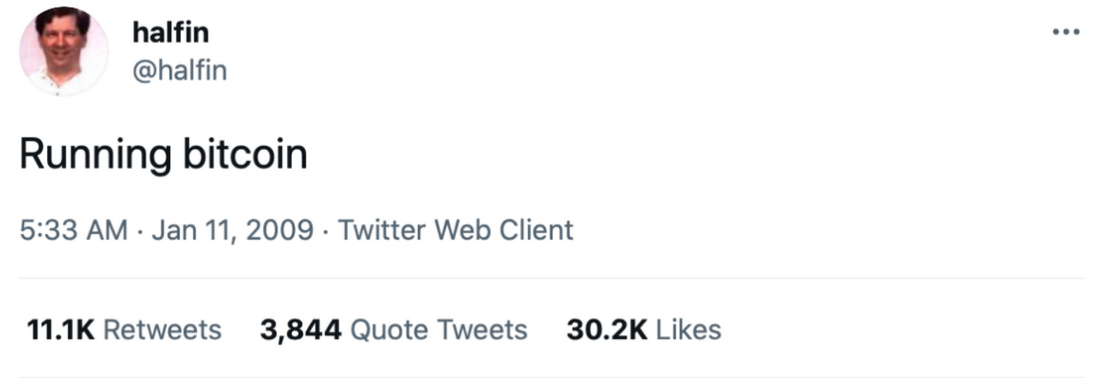 halfin
@halfin
Running bitcoin
5:33 AM · Jan 11, 2009 · Twitter Web Client
11.1K Retweets 3,844 Quote Tweets 30.2K Likes